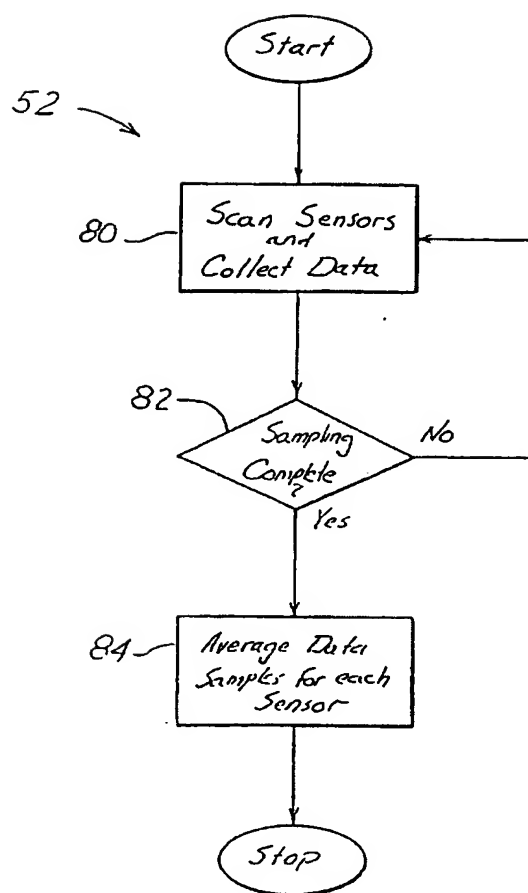 Start
52
80
Scan Sensors
and
Collect Data
82
Sampling
Complete
?
No
Yes
84
Average Data
Samples for each
Sensor
Stop